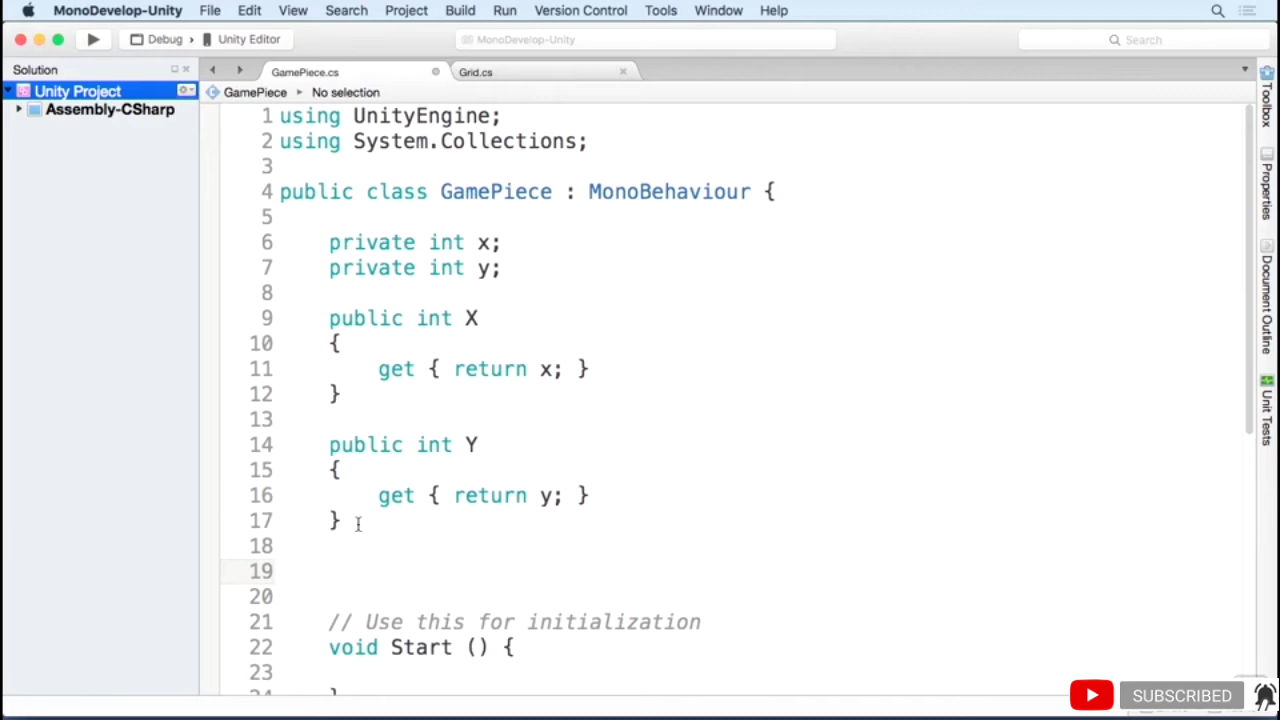 MonoDevelop-Unity File Edit View Search Project Build Run Version Control Tools Window Help
Debug › Unity Editor MonoDevelop-Unity Search
Solution GamePiece.cs Grid.cs
Unity Project GamePiece ▸ No selection
Assembly-CSharp
1 using UnityEngine;
2 using System.Collections;
3
4 public class GamePiece : MonoBehaviour {
5
6 private int x;
7 private int y;
8
9 public int X
10 {
11 get { return x; }
12 }
13
14 public int Y
15 {
16 get { return y; }
17 }
18
19
20
21 // Use this for initialization
22 void Start () {
23
24 }
Toolbox
Properties
Document Outline
Unit Tests
SUBSCRIBED